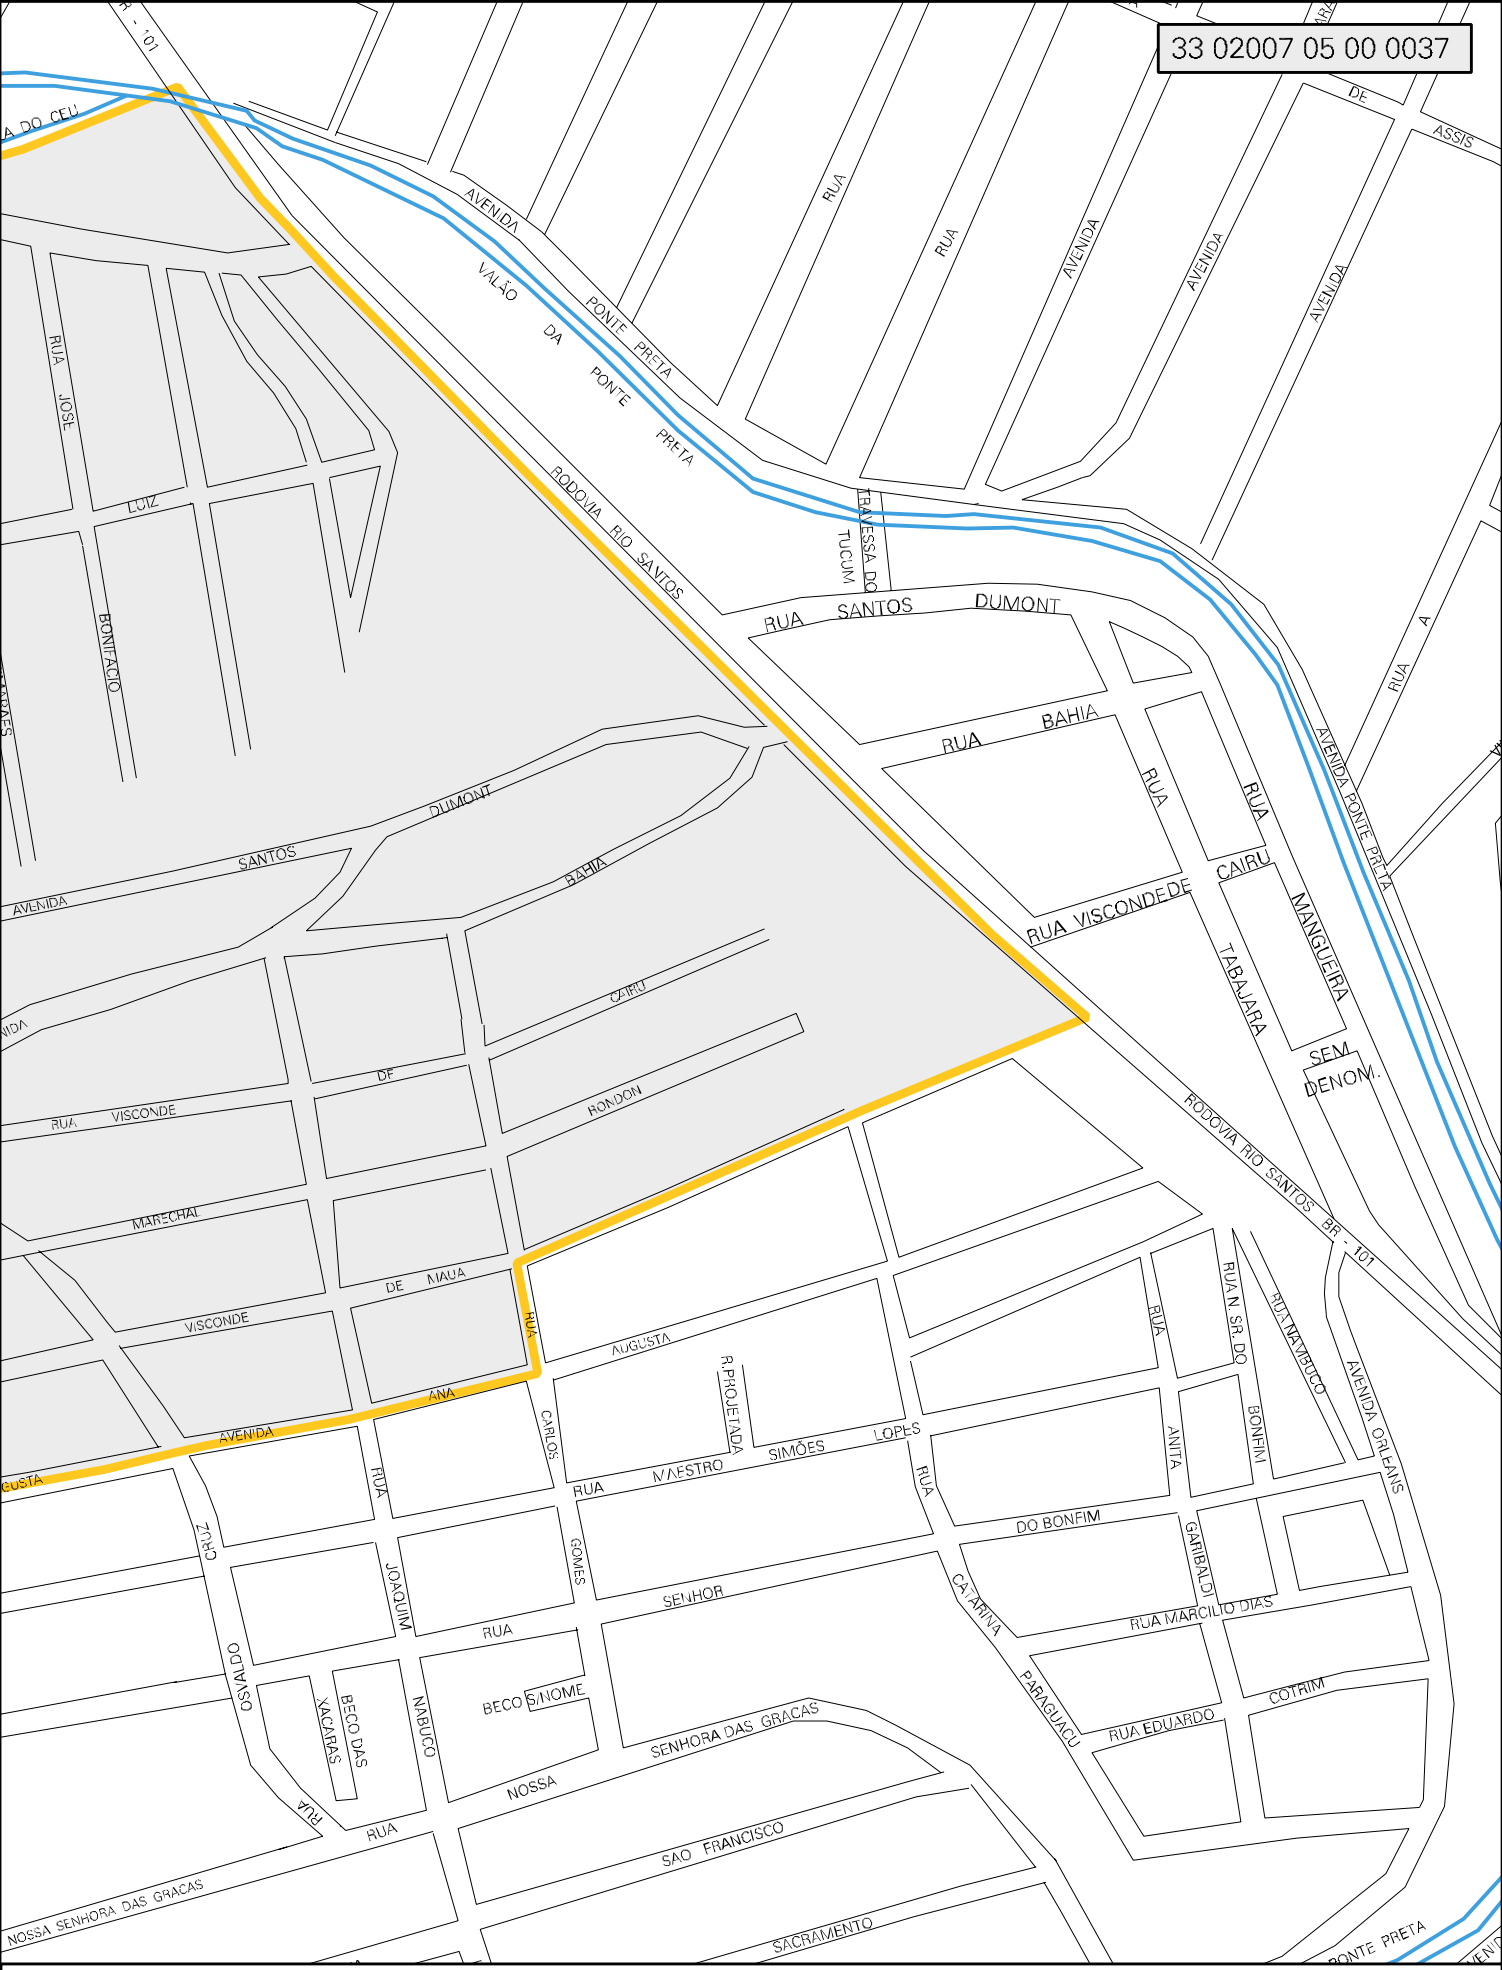 33 02007 05 00 0037
R - 101
DE
ASSIS
A DO CEU
AVENIDA
RUA
RUA
AVENIDA
AVENIDA
AVENIDA
VALÃO
DA
PONTE
PRETA
PONTE
PRETA
RUA
JOSE
LUIZ
BONIFACIO
RODOVIA RIO SANTOS
TRAVESSA DO
TUCUM
RUA SANTOS DUMONT
RUA A
RUA BAHIA
AVENIDA PONTE PRETA
RUA
RUA
DUMONT
SANTOS
AVENIDA
BAHIA
RUA VISCONDE DE CAIRU
MANGUEIRA
TABAJARA
CAIRU
NIDA
SEM
DENOM.
RUA VISCONDE
RONDON
RODOVIA RIO SANTOS BR - 101
MARECHAL
DE MAUA
VISCONDE
RUA
AUGUSTA
R.PROJETADA
RUA
RUA N. SR. DO
RUA NAMBUCO
AVENIDA ORLEANS
ANA
AVENIDA
GUSTA
CARLOS
RUA MAESTRO SIMÕES LOPES
BONFIM
ANITA
RUA
RUA
CRUZ
GOMES
DO BONFIM
GARIBALDI
JOAQUIM
SENHOR
RUA
CATARINA
RUA MARCILIO DIAS
OSVALDO
BECO S/NOME
BECO DAS
XACARAS
NABUCO
PARAGUACU
COTRIM
RUA EDUARDO
SENHORA DAS GRACAS
NOSSA
RUA
RUA
SAO FRANCISCO
NOSSA SENHORA DAS GRACAS
SACRAMENTO
PONTE PRETA